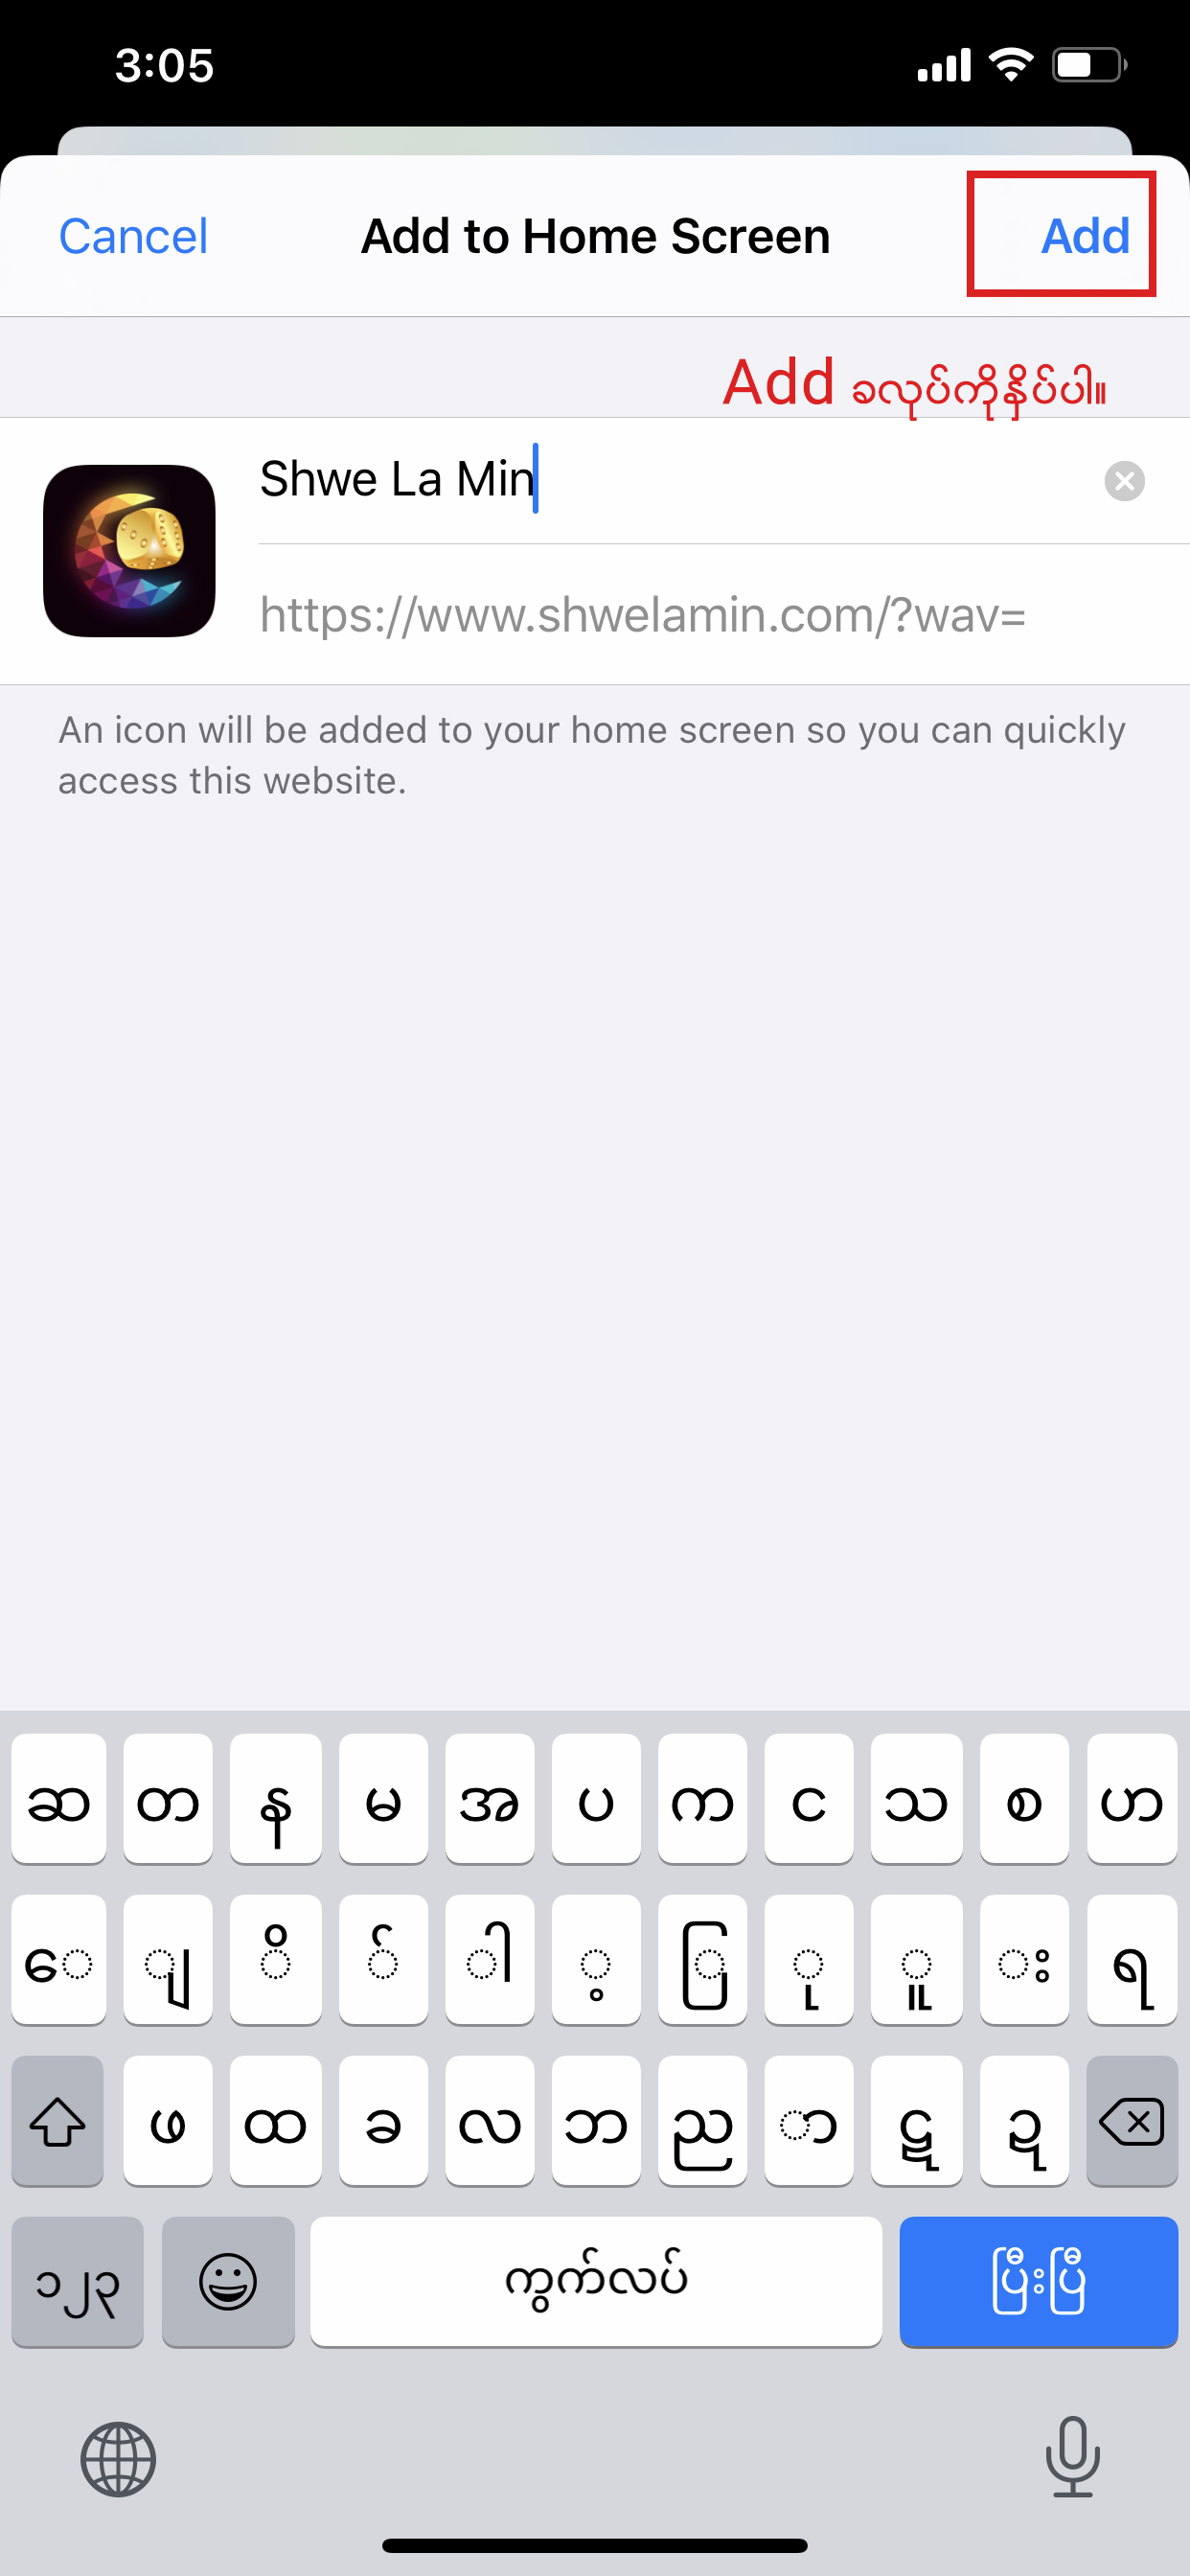 3:05
Cancel Add to Home Screen Add
Add ခလုပ်ကိုနှိပ်ပါ။
Shwe La Min
https://www.shwelamin.com/?wav=
An icon will be added to your home screen so you can quickly
access this website.
ဆ တ န မ အ ပ က င သ စ ဟ
ေ ျ ိ ် ါ ့ ြ ု ူ း ရ
ဖ ထ ခ လ ဘ ည ာ ဋ ဍ
၁၂၃ ကွက်လပ် ပြီးပြီ